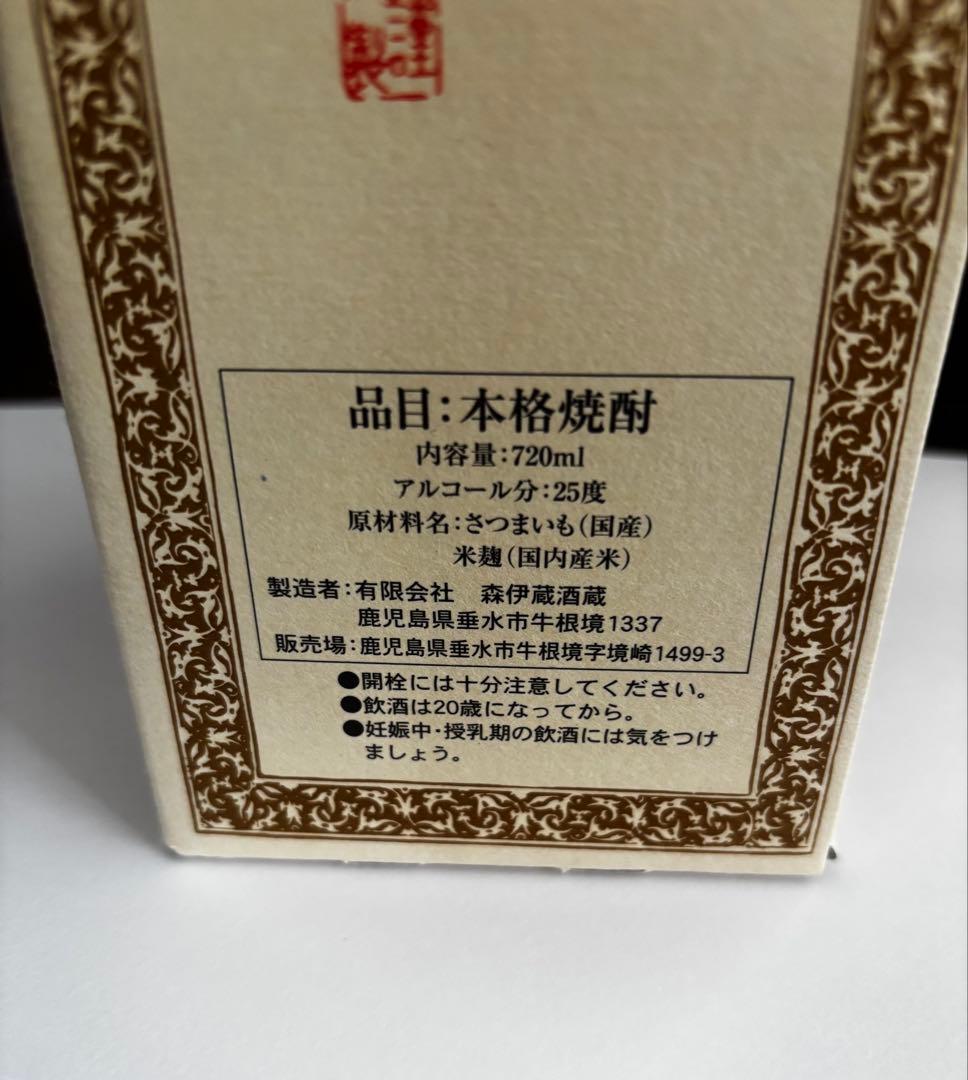 品目:本格焼酎
内容量:720ml
アルコール分:25度
原材料名:さつまいも(国産)
米麹(国内産米)
製造者:有限会社 森伊蔵酒蔵
鹿児島県垂水市牛根境1337
販売場:鹿児島県垂水市牛根境字境崎1499-3
●開栓には十分注意してください。
●飲酒は20歳になってから。
●妊娠中・授乳期の飲酒には気をつけ
ましょう。